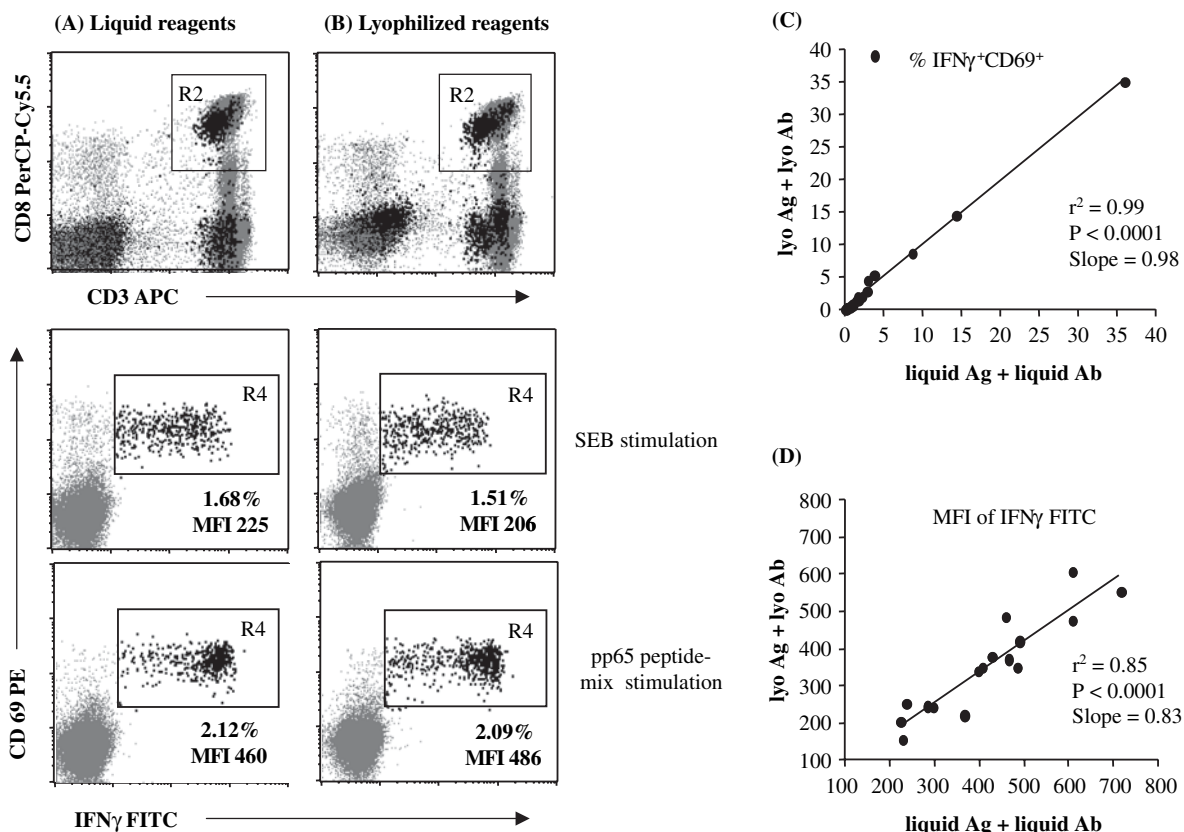 (A) Liquid reagents
(B) Lyophilized reagents
CD8 PerCP-Cy5.5
R2
R2
CD3 APC
R4
1.68%
MFI 225
R4
1.51%
MFI 206
SEB stimulation
R4
2.12%
MFI 460
R4
2.09%
MFI 486
pp65 peptide-
mix stimulation
CD 69 PE
IFNγ FITC
(C)
% IFNγ⁺CD69⁺
lyo Ag + lyo Ab
40
35
30
25
20
15
10
5
0
r² = 0.99
P < 0.0001
Slope = 0.98
0 5 10 15 20 25 30 35 40
liquid Ag + liquid Ab
(D)
MFI of IFNγ FITC
lyo Ag + lyo Ab
800
700
600
500
400
300
200
100
r² = 0.85
P < 0.0001
Slope = 0.83
100 200 300 400 500 600 700 800
liquid Ag + liquid Ab